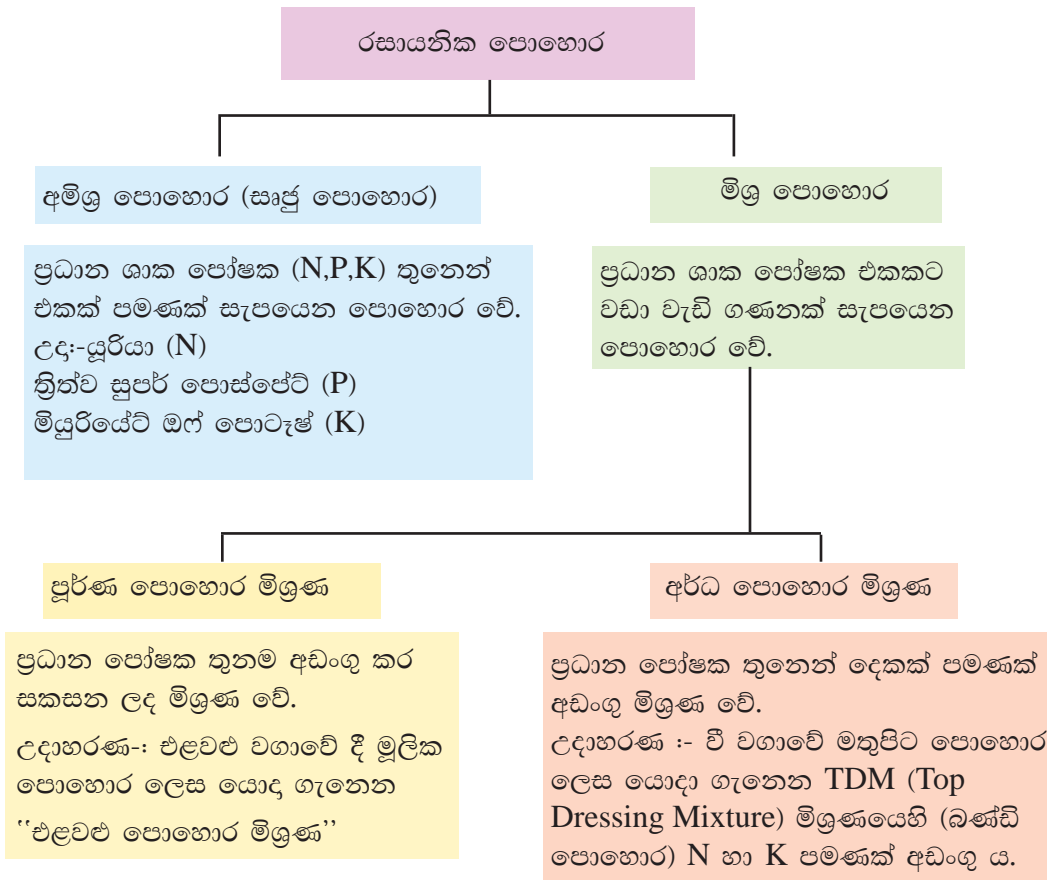 රසායනික පොහොර
අමිශ්‍ර පොහොර (සෘජු පොහොර)
මිශ්‍ර පොහොර
ප්‍රධාන ශාක පෝෂක (N,P,K) තුනෙන්
එකක් පමණක් සැපයෙන පොහොර වේ.
උදා:-යූරියා (N)
ත්‍රිත්ව සුපර් පොස්පේට් (P)
මියුරියේට් ඔෆ් පොටෑෂ් (K)
ප්‍රධාන ශාක පෝෂක එකකට
වඩා වැඩි ගණනක් සැපයෙන
පොහොර වේ.
පූර්ණ පොහොර මිශ්‍රණ
අර්ධ පොහොර මිශ්‍රණ
ප්‍රධාන පෝෂක තුනම අඩංගු කර
සකසන ලද මිශ්‍රණ වේ.
උදාහරණ-: එළවළු වගාවේ දී මූලික
පොහොර ලෙස යොදා ගැනෙන
“එළවළු පොහොර මිශ්‍රණ”
ප්‍රධාන පෝෂක තුනෙන් දෙකක් පමණක්
අඩංගු මිශ්‍රණ වේ.
උදාහරණ :- වී වගාවේ මතුපිට පොහොර
ලෙස යොදා ගැනෙන TDM (Top
Dressing Mixture) මිශ්‍රණයෙහි (බණ්ඩි
පොහොර) N හා K පමණක් අඩංගු ය.